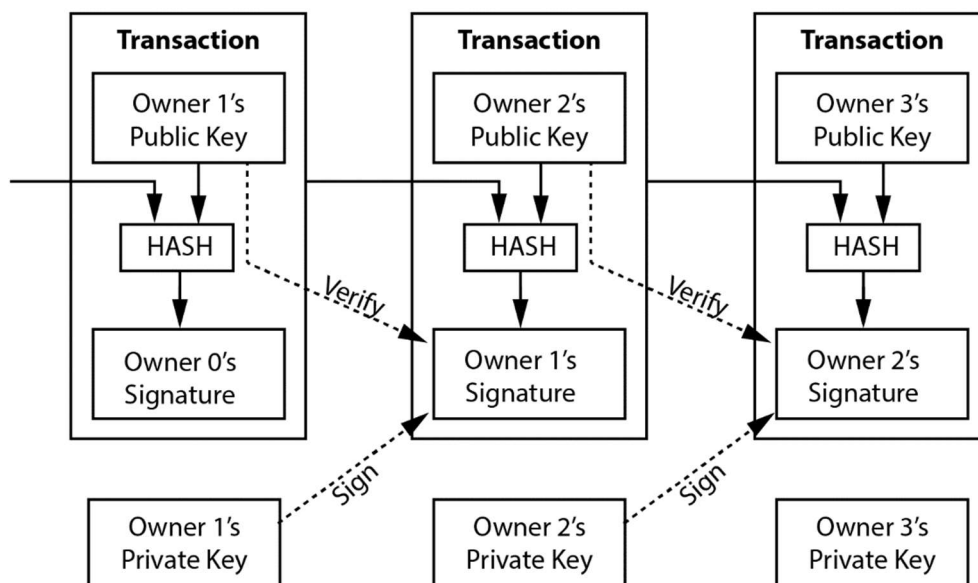 Transaction
Owner 1's
Public Key
HASH
Verify
Owner 0's
Signature
Transaction
Owner 2's
Public Key
HASH
Verify
Owner 1's
Signature
Transaction
Owner 3's
Public Key
HASH
Owner 2's
Signature
Sign
Sign
Owner 1's
Private Key
Owner 2's
Private Key
Owner 3's
Private Key